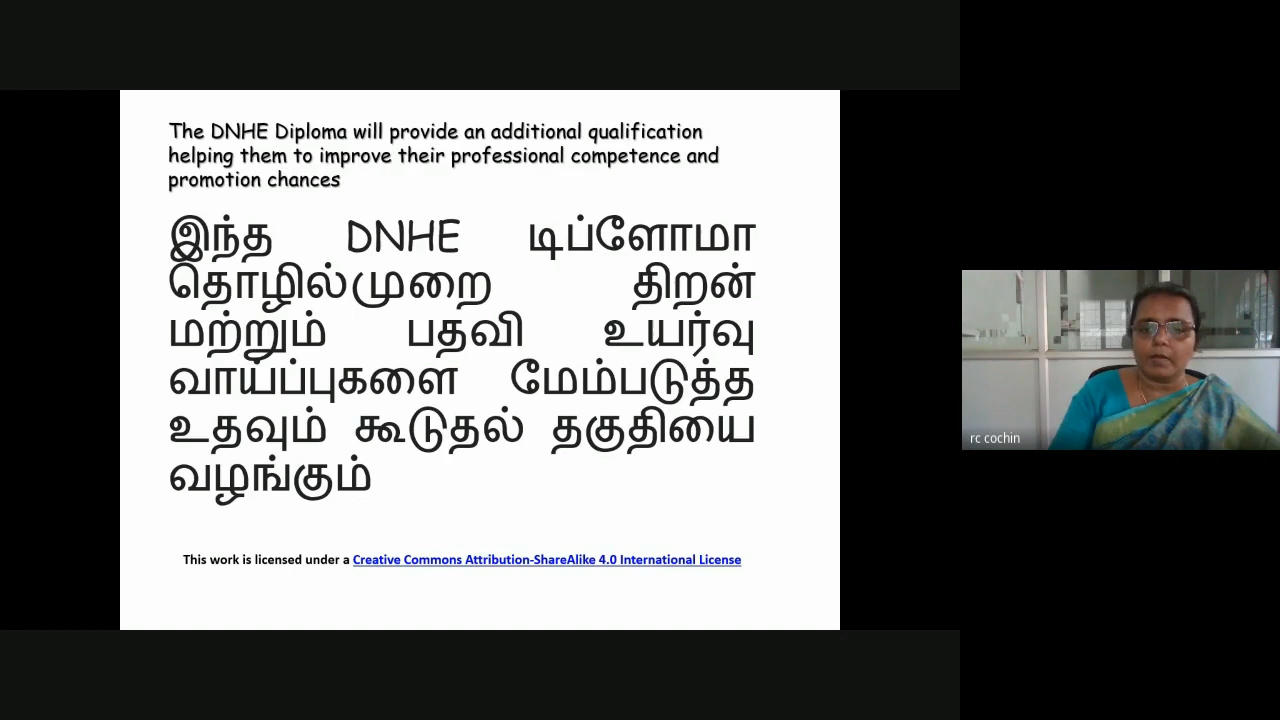 The DNHE Diploma will provide an additional qualification
helping them to improve their professional competence and
promotion chances
இந்த DNHE டிப்ளோமா
தொழில்முறை திறன்
மற்றும் பதவி உயர்வு
வாய்ப்புகளை மேம்படுத்த
உதவும் கூடுதல் தகுதியை
வழங்கும்
This work is licensed under a Creative Commons Attribution-ShareAlike 4.0 International License
rc cochin